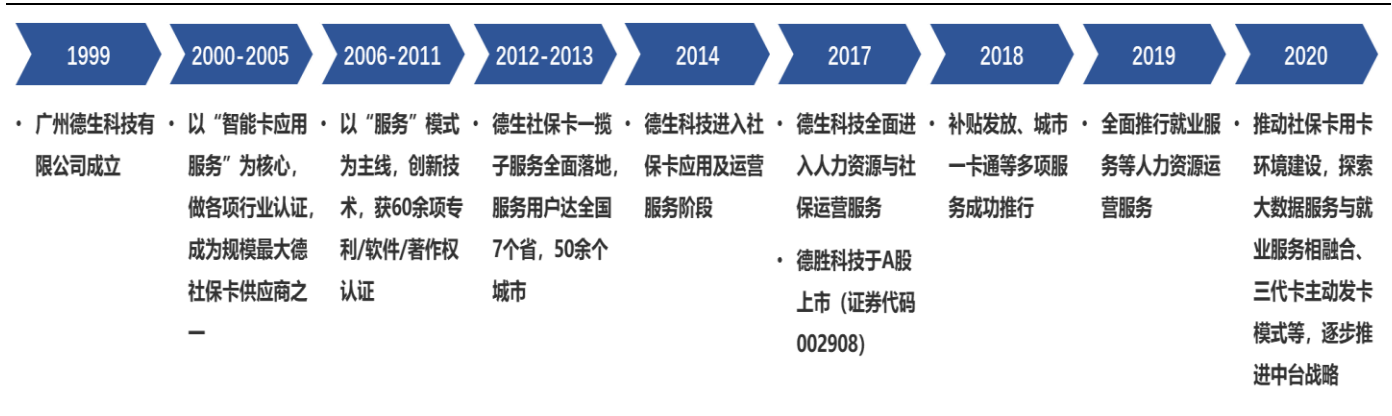 1999
2000-2005
2006-2011
2012-2013
2014
2017
2018
2019
2020
• 广州德生科技有
限公司成立
• 以“智能卡应用
服务”为核心，
做各项行业认证，
成为规模最大德
社保卡供应商之
一
• 以“服务”模式
为主线，创新技
术，获60余项专
利/软件/著作权
认证
• 德生社保卡一揽
子服务全面落地，
服务用户达全国
7个省，50余个
城市
• 德生科技进入社
保卡应用及运营
服务阶段
• 德生科技全面进
入人力资源与社
保运营服务
• 德胜科技于A股
上市（证券代码
002908）
• 补贴发放、城市
一卡通等多项服
务成功推行
• 全面推行就业服
务等人力资源运
营服务
• 推动社保卡用卡
环境建设，探索
大数据服务与就
业服务相融合、
三代卡主动发卡
模式等，逐步推
进中台战略